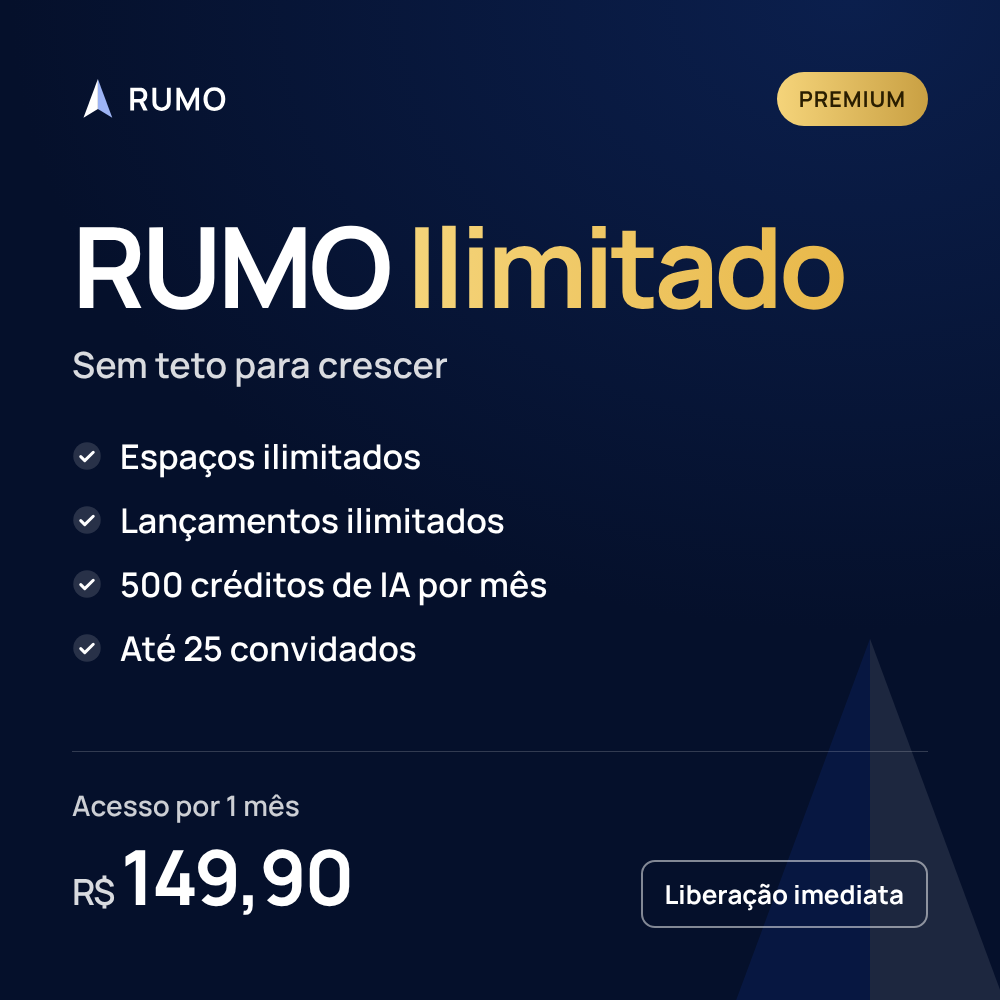 RUMO
PREMIUM
RUMO Ilimitado
Sem teto para crescer
Espaços ilimitados
Lançamentos ilimitados
500 créditos de IA por mês
Até 25 convidados
Acesso por 1 mês
R$ 149,90
Liberação imediata